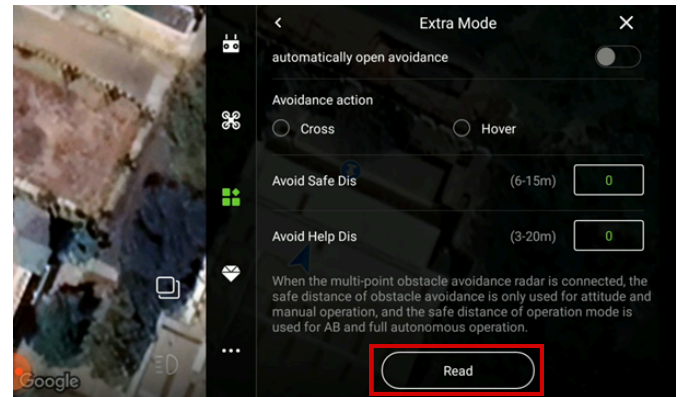 Extra Mode
automatically open avoidance
Avoidance action
Cross Hover
Avoid Safe Dis (6-15m) 0
Avoid Help Dis (3-20m) 0
When the multi-point obstacle avoidance radar is connected, the
safe distance of obstacle avoidance is only used for attitude and
manual operation, and the safe distance of operation mode is
used for AB and full autonomous operation.
Read
Google